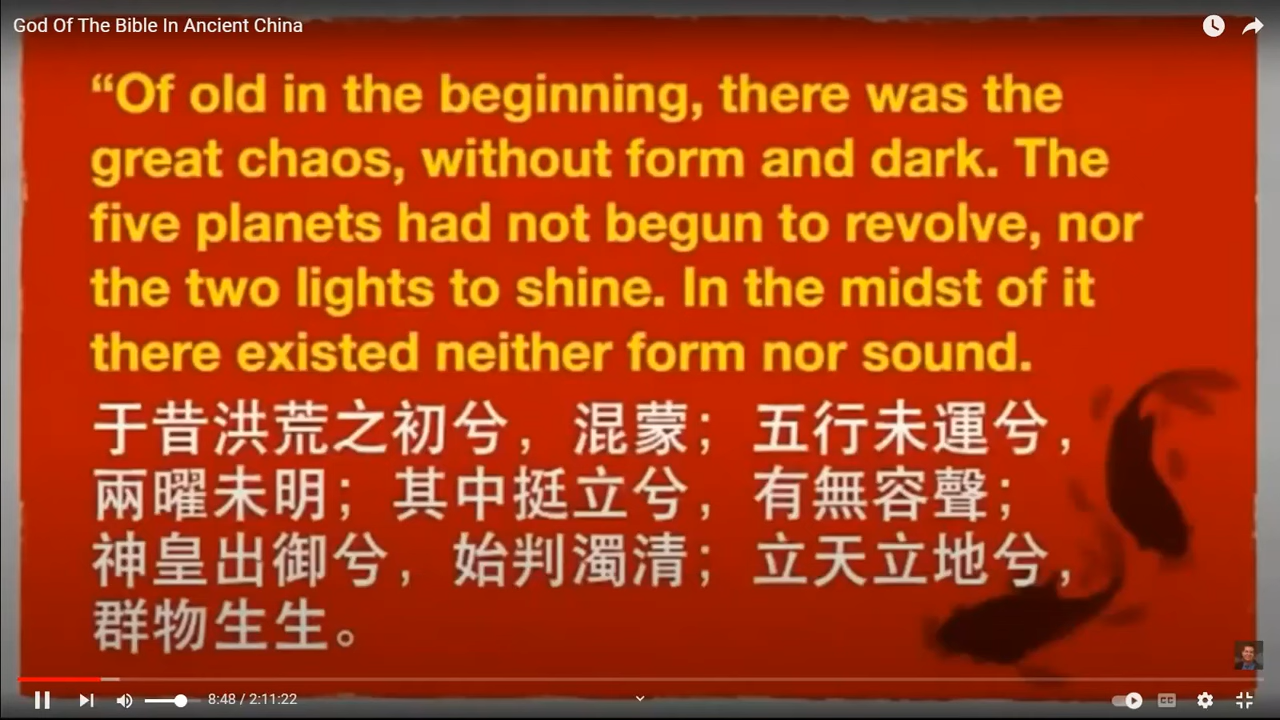 God Of The Bible In Ancient China
“Of old in the beginning, there was the
great chaos, without form and dark. The
five planets had not begun to revolve, nor
the two lights to shine. In the midst of it
there existed neither form nor sound.
于昔洪荒之初兮，混蒙；五行未運兮，
兩曜未明；其中挺立兮，有無容聲；
神皇出御兮，始判濁清；立天立地兮，
群物生生。
8:48 / 2:11:22
CC